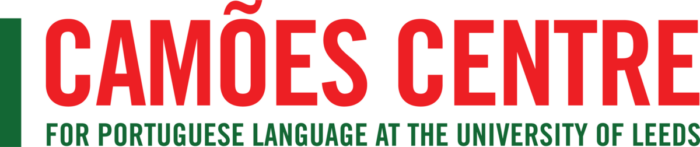 CAMÕES CENTRE
FOR PORTUGUESE LANGUAGE AT THE UNIVERSITY OF LEEDS